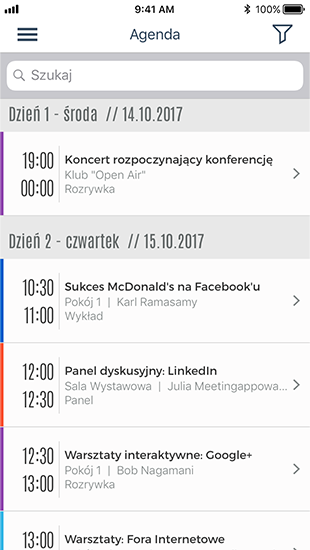 9:41 AM
100%
Agenda
Szukaj
Dzień 1 - środa // 14.10.2017
19:00
Koncert rozpoczynający konferencję
Klub "Open Air"
00:00
Rozrywka
Dzień 2 - czwartek // 15.10.2017
10:30
Sukces McDonald's na Facebook'u
Pokój 1 | Karl Ramasamy
11:00
Wykład
12:00
Panel dyskusyjny: LinkedIn
Sala Wystawowa | Julia Meetingappowa...
12:30
Panel
12:30
Warsztaty interaktywne: Google+
Pokój 1 | Bob Nagamani
13:00
Rozrywka
13:00
Warsztaty: Fora Internetowe